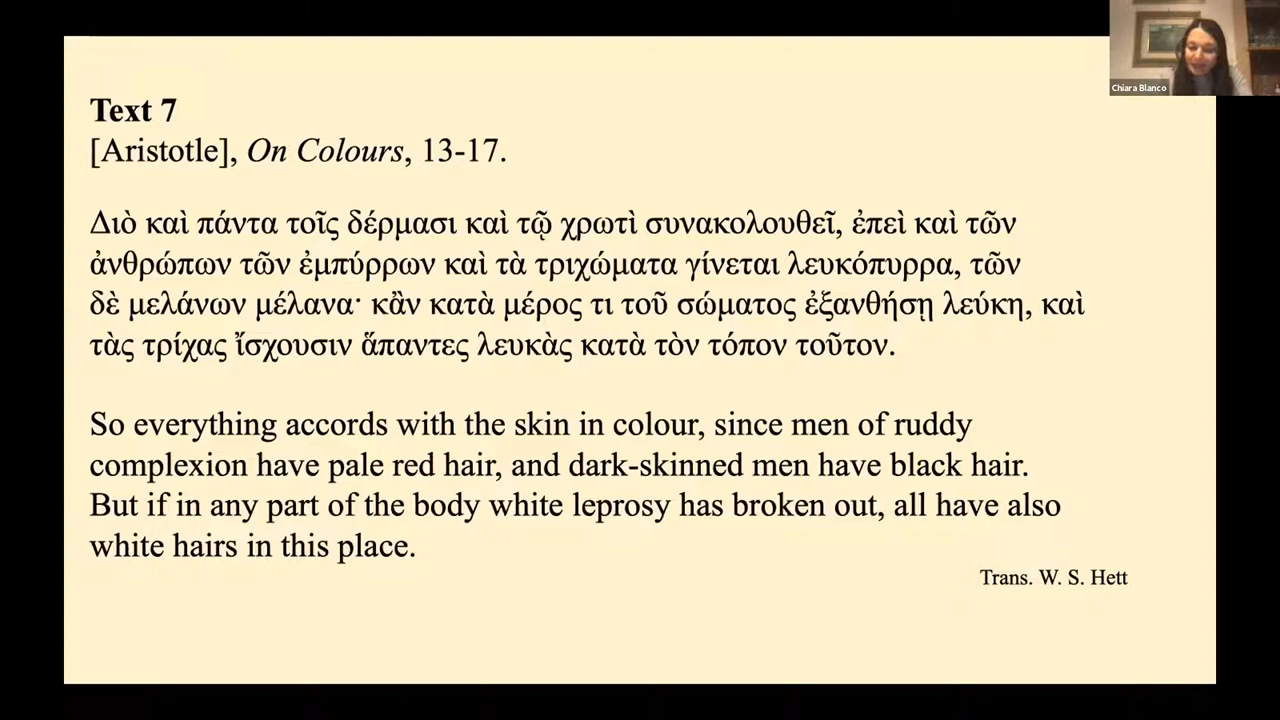 Chiara Blanco
Text 7
[Aristotle], On Colours, 13-17.
Διὸ καὶ πάντα τοῖς δέρμασι καὶ τῷ χρωτὶ συνακολουθεῖ, ἐπεὶ καὶ τῶν
ἀνθρώπων τῶν ἐμπύρρων καὶ τὰ τριχώματα γίνεται λευκόπυρρα, τῶν
δὲ μελάνων μέλανα· κἂν κατὰ μέρος τι τοῦ σώματος ἐξανθήσῃ λεύκη, καὶ
τὰς τρίχας ἴσχουσιν ἅπαντες λευκὰς κατὰ τὸν τόπον τοῦτον.
So everything accords with the skin in colour, since men of ruddy
complexion have pale red hair, and dark-skinned men have black hair.
But if in any part of the body white leprosy has broken out, all have also
white hairs in this place.
Trans. W. S. Hett